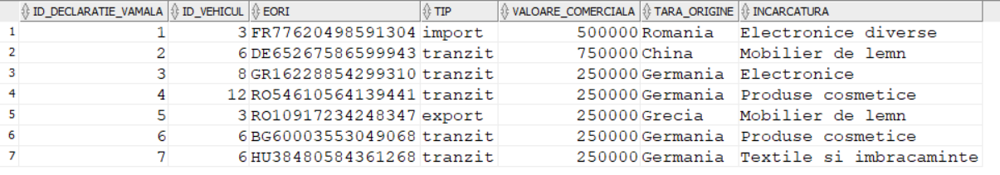 ID_DECLARATIE_VAMALA ID_VEHICUL EORI TIP VALOARE_COMERCIALA TARA_ORIGINE INCARCATURA
1 1 3 FR77620498591304 import 500000 Romania Electronice diverse
2 2 6 DE65267586599943 tranzit 750000 China Mobilier de lemn
3 3 8 GR16228854299310 tranzit 250000 Germania Electronice
4 4 12 RO54610564139441 tranzit 250000 Germania Produse cosmetice
5 5 3 RO10917234248347 export 250000 Grecia Mobilier de lemn
6 6 6 BG60003553049068 tranzit 250000 Germania Produse cosmetice
7 7 6 HU38480584361268 tranzit 250000 Germania Textile si imbracaminte